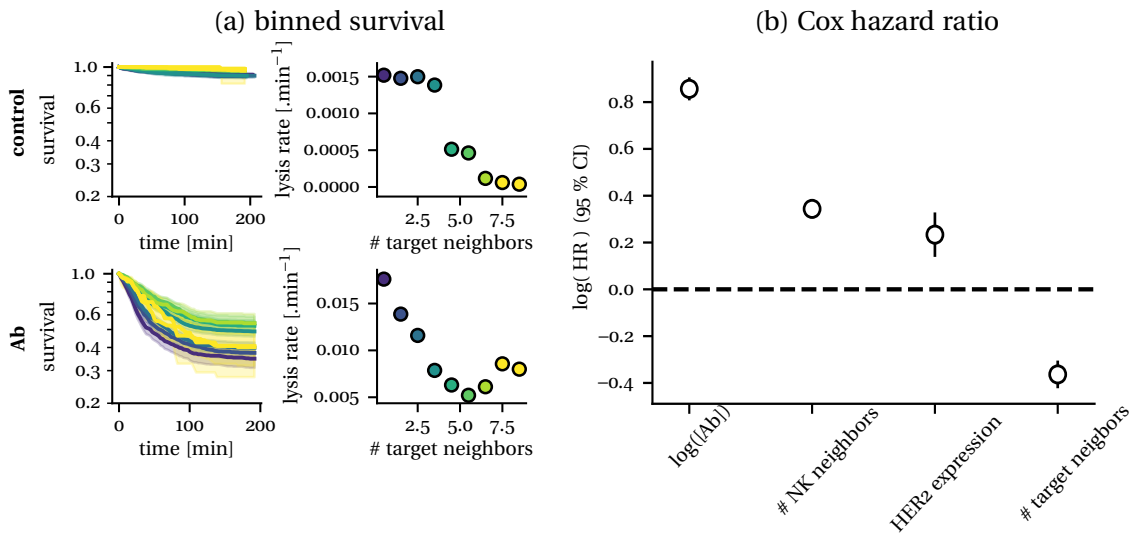 (a) binned survival
control
survival
1.0
0.6
0.4
0.3
0.2
0
100
200
time [min]
lysis rate [.min⁻¹]
0.0015
0.0010
0.0005
0.0000
2.5
5.0
7.5
# target neighbors
Ab
survival
1.0
0.6
0.4
0.3
0.2
0
100
200
time [min]
lysis rate [.min⁻¹]
0.015
0.010
0.005
2.5
5.0
7.5
# target neighbors
(b) Cox hazard ratio
log( HR ) (95 % CI)
0.8
0.6
0.4
0.2
0.0
−0.2
−0.4
log([Ab])
# NK neighbors
HER2 expression
# target neigbors